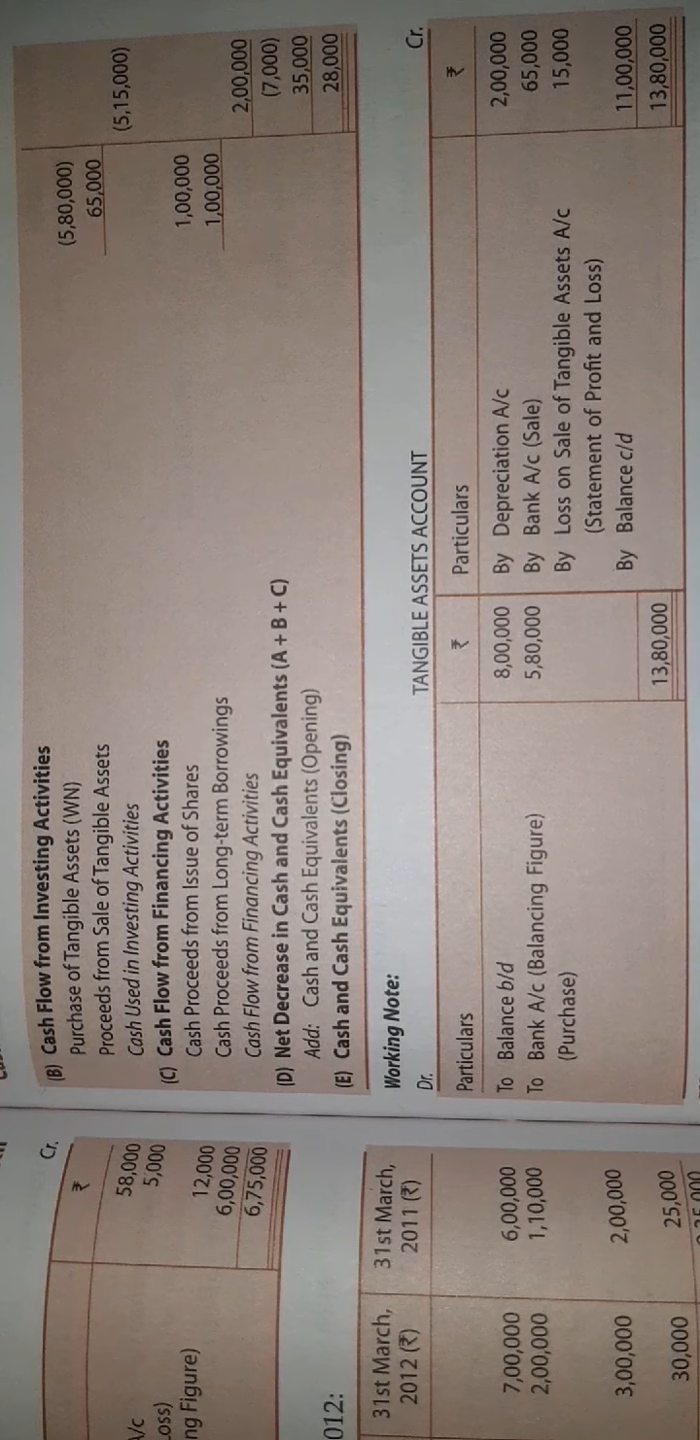 Cr.
₹
58,000
5,000
12,000
6,00,000
6,75,000
A/c
Loss)
ng Figure)
012:
31st March, 2012 (₹) 31st March, 2011 (₹)
7,00,000 6,00,000
2,00,000 1,10,000
3,00,000 2,00,000
30,000 25,000
(B) Cash Flow from Investing Activities
Purchase of Tangible Assets (WN) (5,80,000)
Proceeds from Sale of Tangible Assets 65,000
Cash Used in Investing Activities (5,15,000)
(C) Cash Flow from Financing Activities
Cash Proceeds from Issue of Shares 1,00,000
Cash Proceeds from Long-term Borrowings 1,00,000
Cash Flow from Financing Activities 2,00,000
(D) Net Decrease in Cash and Cash Equivalents (A + B + C) (7,000)
Add: Cash and Cash Equivalents (Opening) 35,000
(E) Cash and Cash Equivalents (Closing) 28,000
Working Note:
Dr. TANGIBLE ASSETS ACCOUNT Cr.
Particulars ₹ Particulars ₹
To Balance b/d 8,00,000 By Depreciation A/c 2,00,000
To Bank A/c (Balancing Figure) 5,80,000 By Bank A/c (Sale) 65,000
(Purchase) By Loss on Sale of Tangible Assets A/c 15,000
(Statement of Profit and Loss)
By Balance c/d 11,00,000
13,80,000 13,80,000